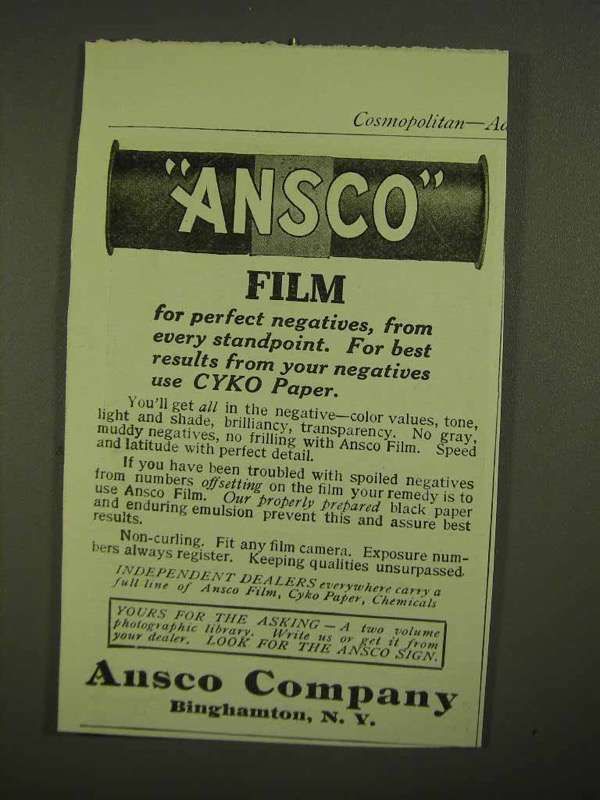 Cosmopolitan—Ad
"ANSCO"
FILM
for perfect negatives, from
every standpoint. For best
results from your negatives
use CYKO Paper.
You'll get all in the negative—color values, tone,
light and shade, brilliancy, transparency. No gray,
muddy negatives, no frilling with Ansco Film. Speed
and latitude with perfect detail.
If you have been troubled with spoiled negatives
from numbers offsetting on the film your remedy is to
use Ansco Film. Our properly prepared black paper
and enduring emulsion prevent this and assure best
results.
Non-curling. Fit any film camera. Exposure num-
bers always register. Keeping qualities unsurpassed.
INDEPENDENT DEALERS everywhere carry a
full line of Ansco Film, Cyko Paper, Chemicals
YOURS FOR THE ASKING—A two volume
photographic library. Write us or get it from
your dealer. LOOK FOR THE ANSCO SIGN.
Ansco Company
Binghamton, N. Y.